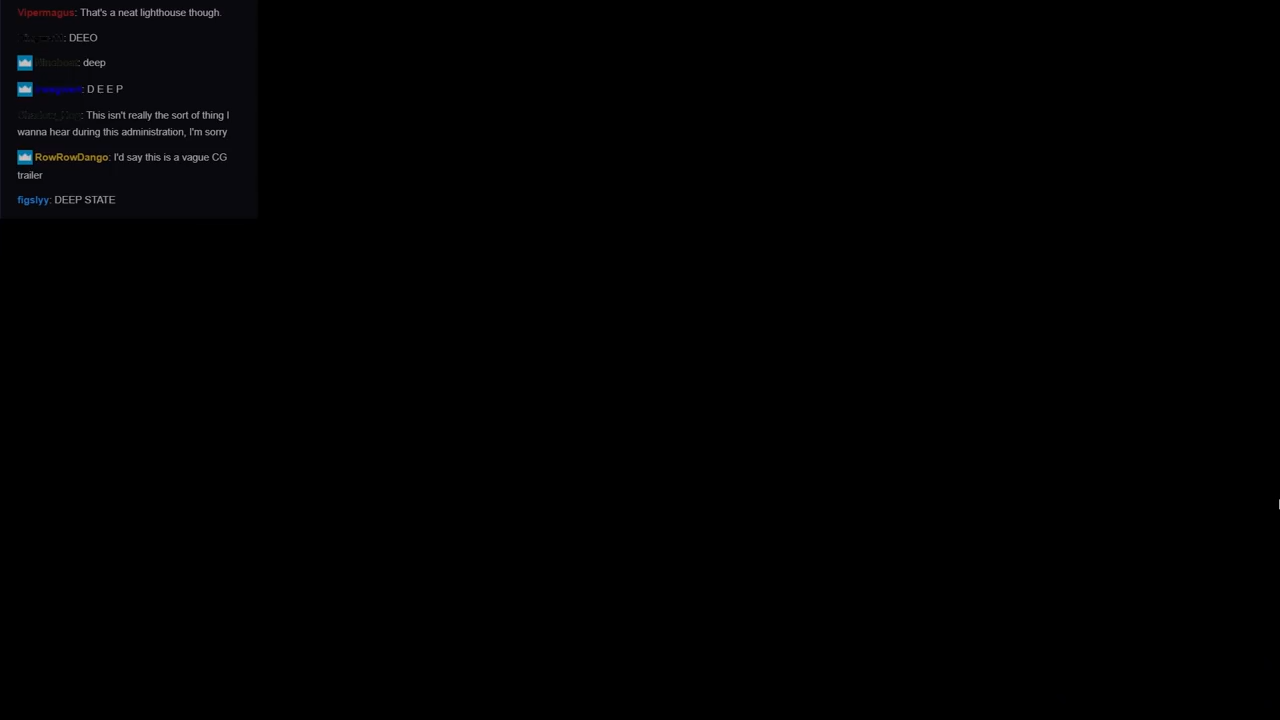 Vipermagus: That's a neat lighthouse though.
: DEEO
: deep
: D E E P
: This isn't really the sort of thing I
wanna hear during this administration, I'm sorry
RowRowDango: I'd say this is a vague CG
trailer
figslyy: DEEP STATE